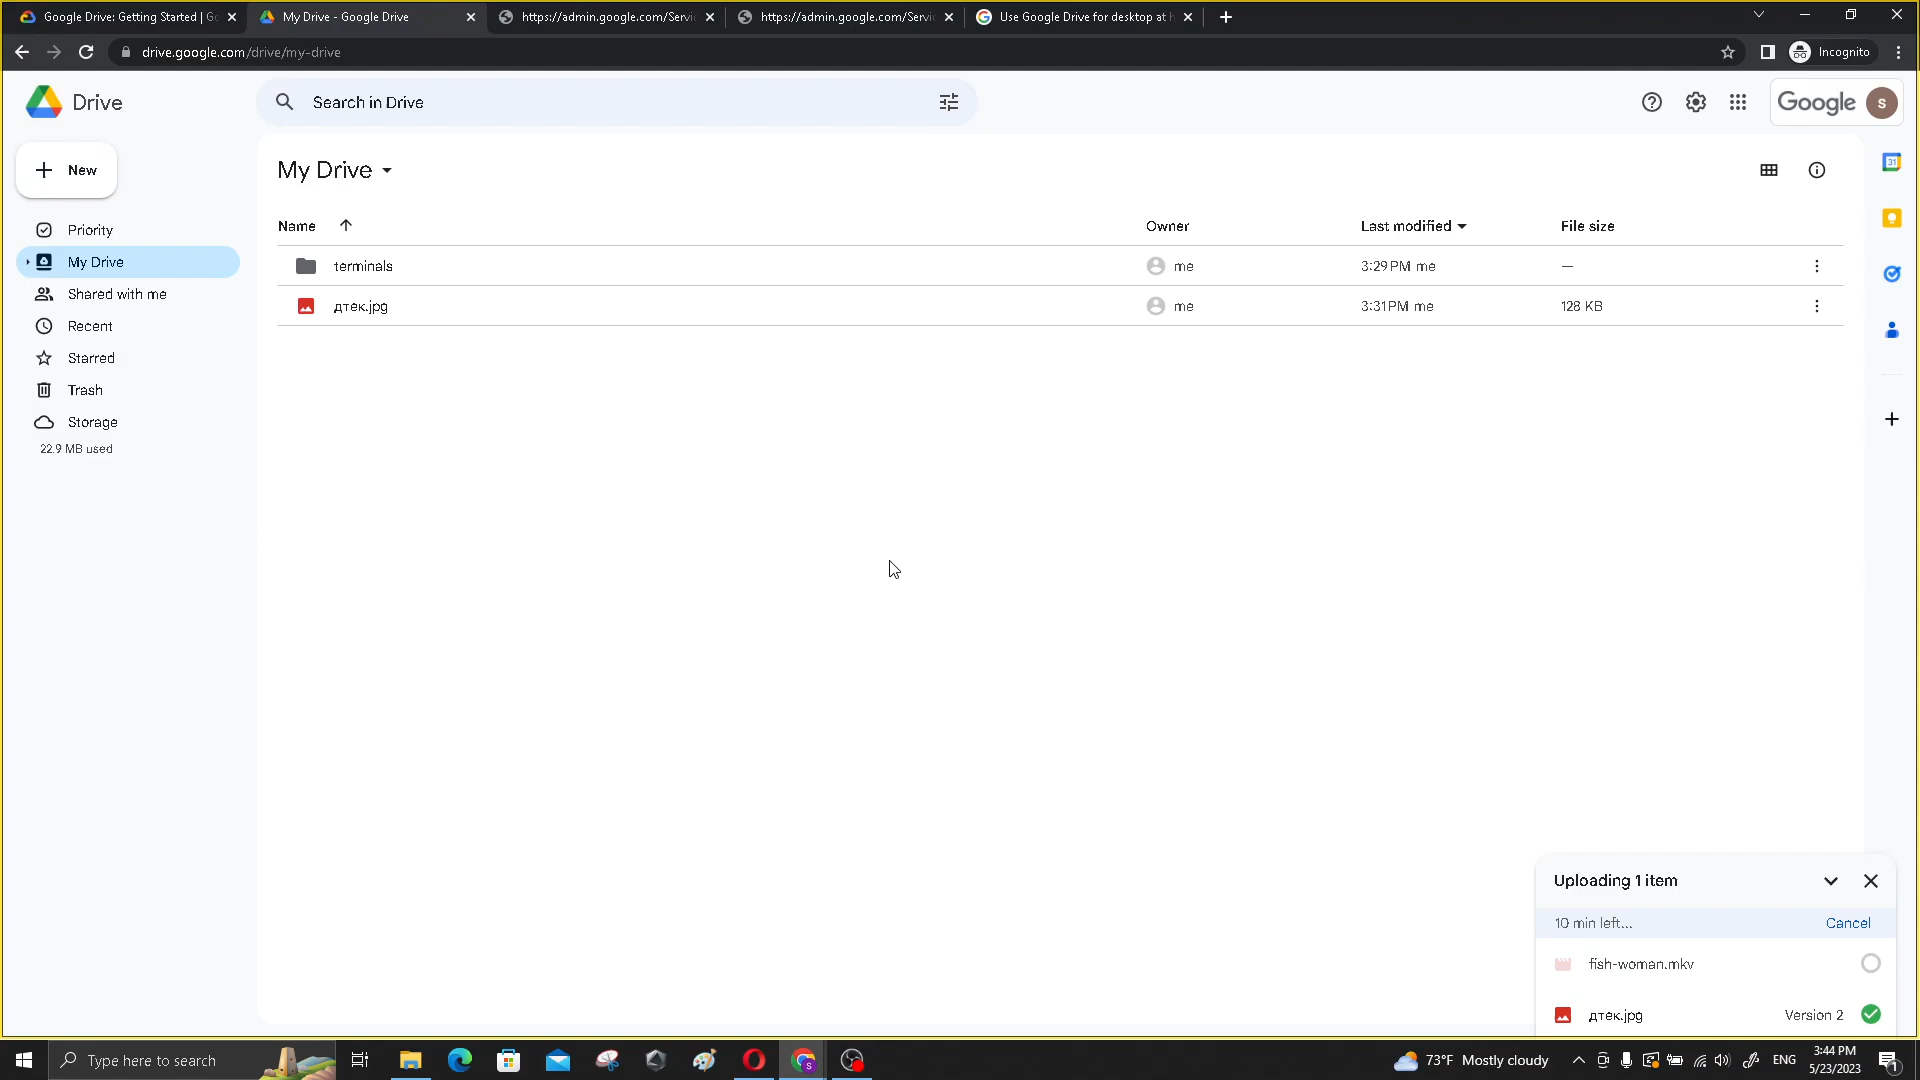 Google Drive: Getting Started | Go
My Drive - Google Drive
https://admin.google.com/Servic
https://admin.google.com/Servic
Use Google Drive for desktop at h
drive.google.com/drive/my-drive
Incognito
Drive
Search in Drive
Google
s
New
My Drive
31
Priority
My Drive
Shared with me
Recent
Starred
Trash
Storage
22.9 MB used
Name
Owner
Last modified
File size
terminals
me
3:29 PM me
—
дтек.jpg
me
3:31 PM me
128 KB
Uploading 1 item
10 min left...
Cancel
fish-woman.mkv
дтек.jpg
Version 2
Type here to search
73°F Mostly cloudy
ENG
3:44 PM
5/23/2023
1